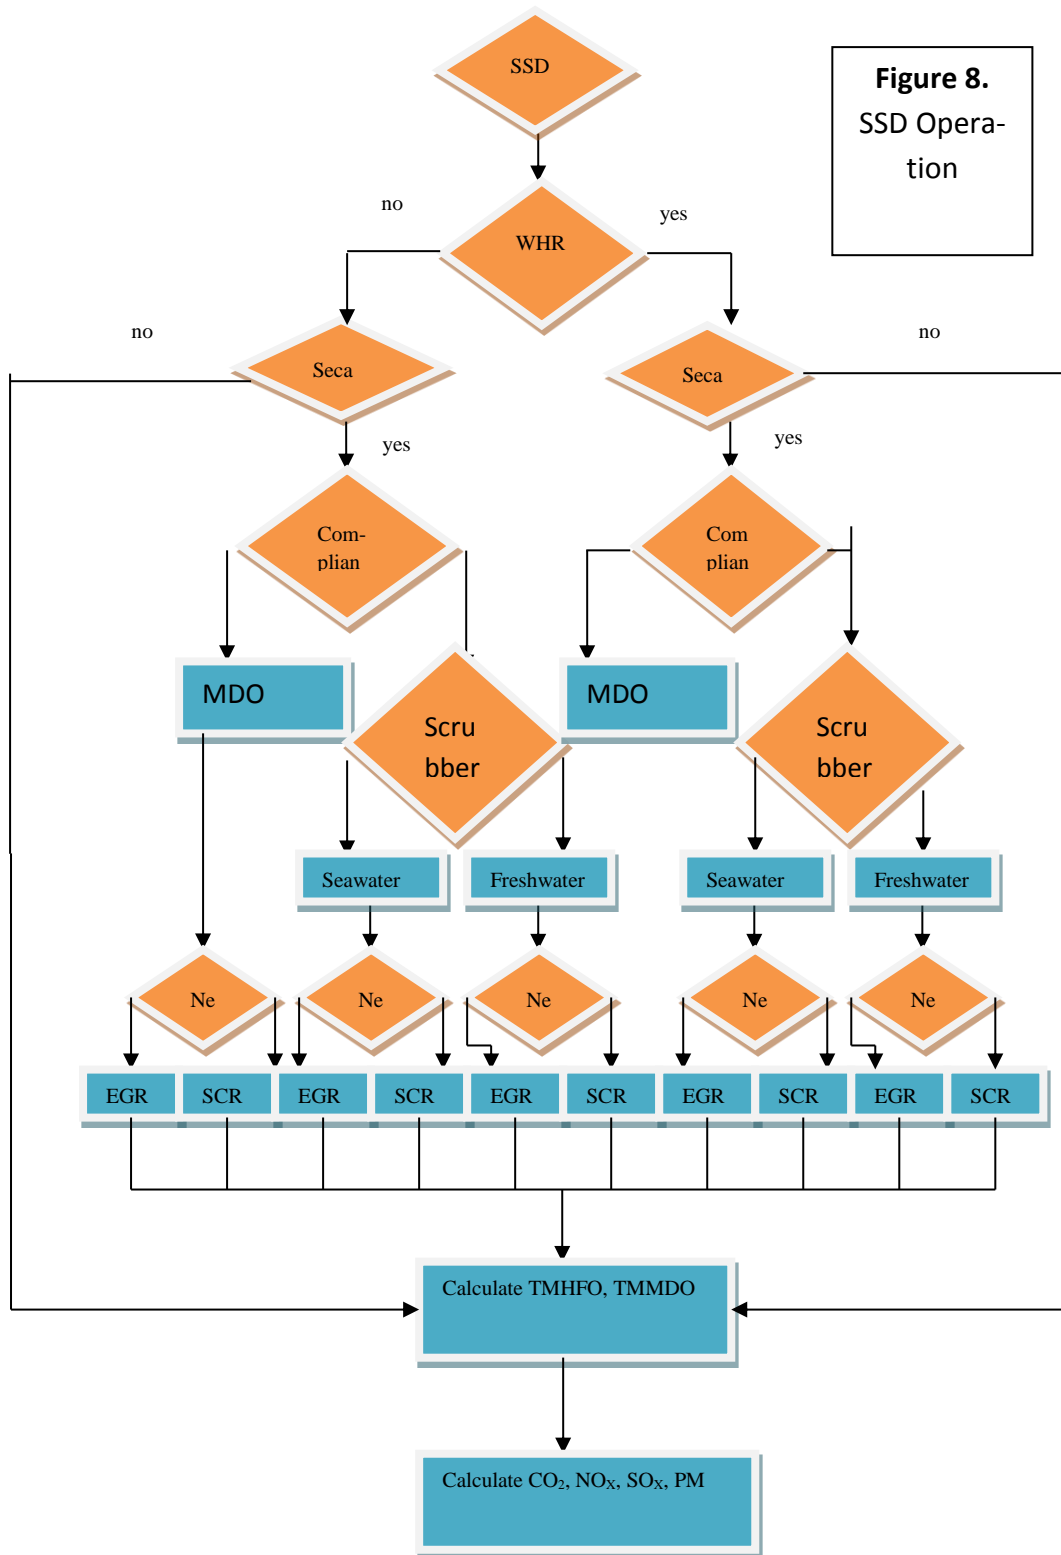 SSD
Figure 8.
SSD Opera-
tion
no
yes
WHR
no
no
Seca
Seca
yes
yes
Com-
plian
Com
plian
MDO
MDO
Scru
bber
Scru
bber
Seawater
Freshwater
Seawater
Freshwater
Ne
Ne
Ne
Ne
Ne
EGR
SCR
EGR
SCR
EGR
SCR
EGR
SCR
EGR
SCR
Calculate TMHFO, TMMDO
Calculate CO₂, NOX, SOX, PM